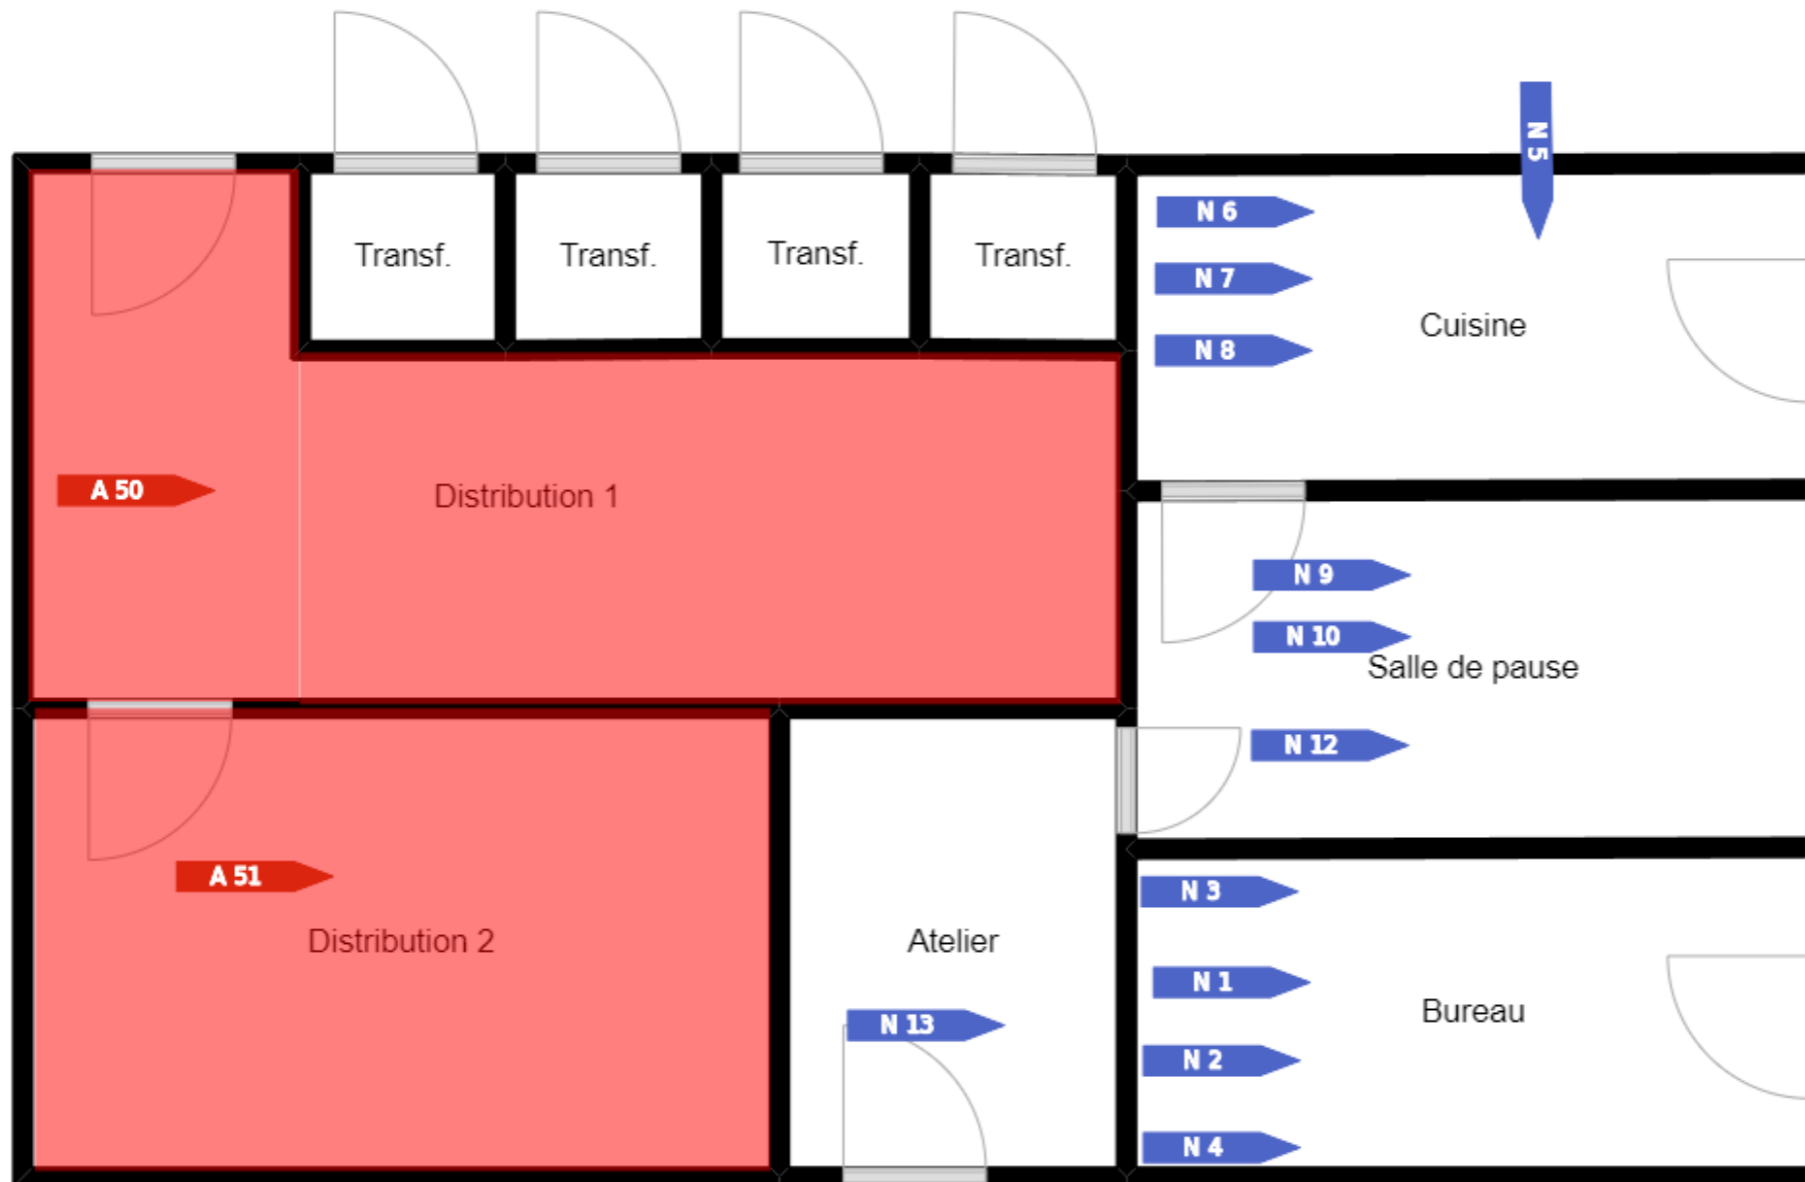 N 5
N 6
Transf.
Transf.
Transf.
Transf.
N 7
Cuisine
N 8
A 50
Distribution 1
N 9
N 10
Salle de pause
N 12
A 51
N 3
Distribution 2
Atelier
N 1
Bureau
N 13
N 2
N 4